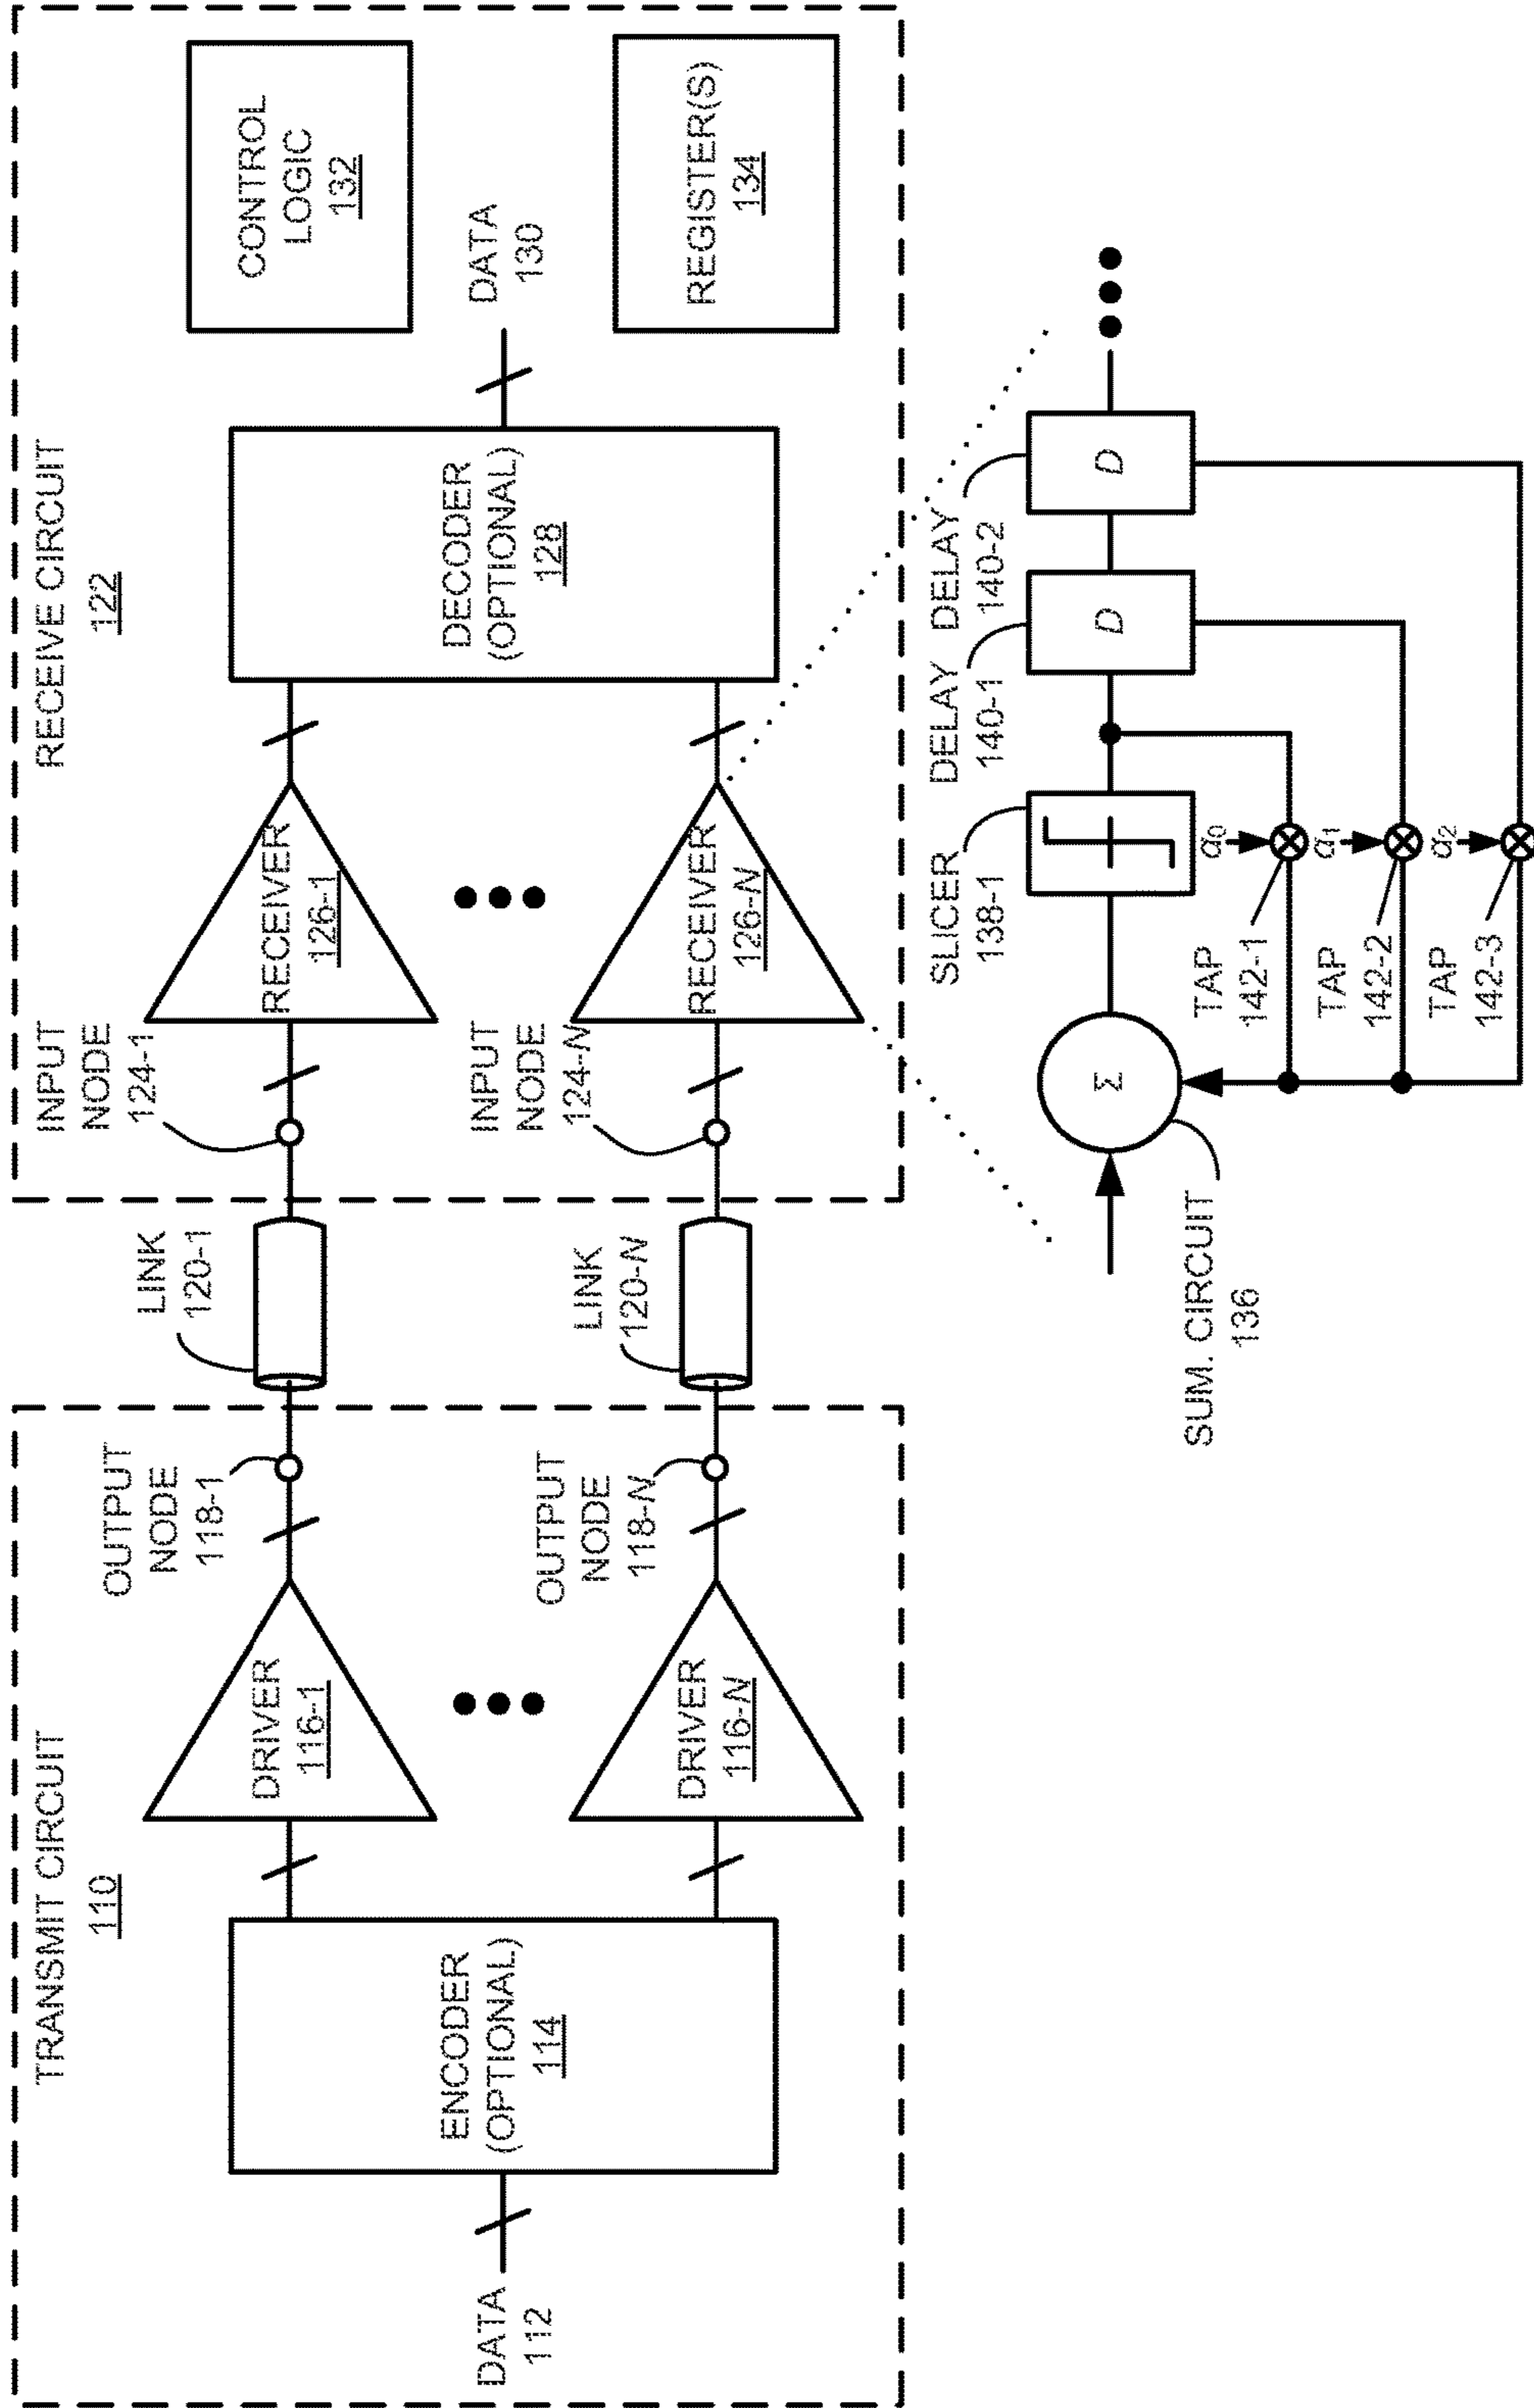 TRANSMIT CIRCUIT
110
DATA
112
ENCODER
(OPTIONAL)
114
DRIVER
116-1
DRIVER
116-N
OUTPUT
NODE
118-1
OUTPUT
NODE
118-N
LINK
120-1
LINK
120-N
RECEIVE CIRCUIT
122
INPUT
NODE
124-1
INPUT
NODE
124-N
RECEIVER
126-1
RECEIVER
126-N
DECODER
(OPTIONAL)
128
DATA
130
CONTROL
LOGIC
132
REGISTER(S)
134
SUM. CIRCUIT
136
Σ
SLICER
138-1
DELAY
140-1
DELAY
140-2
D
D
TAP
142-1
α0
TAP
142-2
α1
TAP
142-3
α2